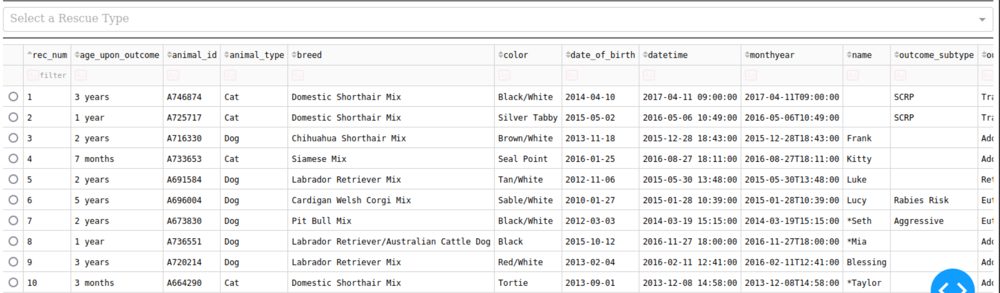 Select a Rescue Type
rec_num age_upon_outcome animal_id animal_type breed color date_of_birth datetime monthyear name outcome_subtype ou
Aa filter Aa Aa Aa Aa Aa Aa Aa Aa Aa Aa Aa
1 3 years A746874 Cat Domestic Shorthair Mix Black/White 2014-04-10 2017-04-11 09:00:00 2017-04-11T09:00:00 SCRP Tra
2 1 year A725717 Cat Domestic Shorthair Mix Silver Tabby 2015-05-02 2016-05-06 10:49:00 2016-05-06T10:49:00 SCRP Tra
3 2 years A716330 Dog Chihuahua Shorthair Mix Brown/White 2013-11-18 2015-12-28 18:43:00 2015-12-28T18:43:00 Frank Ado
4 7 months A733653 Cat Siamese Mix Seal Point 2016-01-25 2016-08-27 18:11:00 2016-08-27T18:11:00 Kitty Ado
5 2 years A691584 Dog Labrador Retriever Mix Tan/White 2012-11-06 2015-05-30 13:48:00 2015-05-30T13:48:00 Luke Ret
6 5 years A696004 Dog Cardigan Welsh Corgi Mix Sable/White 2010-01-27 2015-01-28 10:39:00 2015-01-28T10:39:00 Lucy Rabies Risk Eut
7 2 years A673830 Dog Pit Bull Mix Black/White 2012-03-03 2014-03-19 15:15:00 2014-03-19T15:15:00 *Seth Aggressive Eut
8 1 year A736551 Dog Labrador Retriever/Australian Cattle Dog Black 2015-10-12 2016-11-27 18:00:00 2016-11-27T18:00:00 *Mia Ado
9 3 years A720214 Dog Labrador Retriever Mix Red/White 2013-02-04 2016-02-11 12:41:00 2016-02-11T12:41:00 Blessing Ado
10 3 months A664290 Cat Domestic Shorthair Mix Tortie 2013-09-01 2013-12-08 14:58:00 2013-12-08T14:58:00 *Taylor Ado